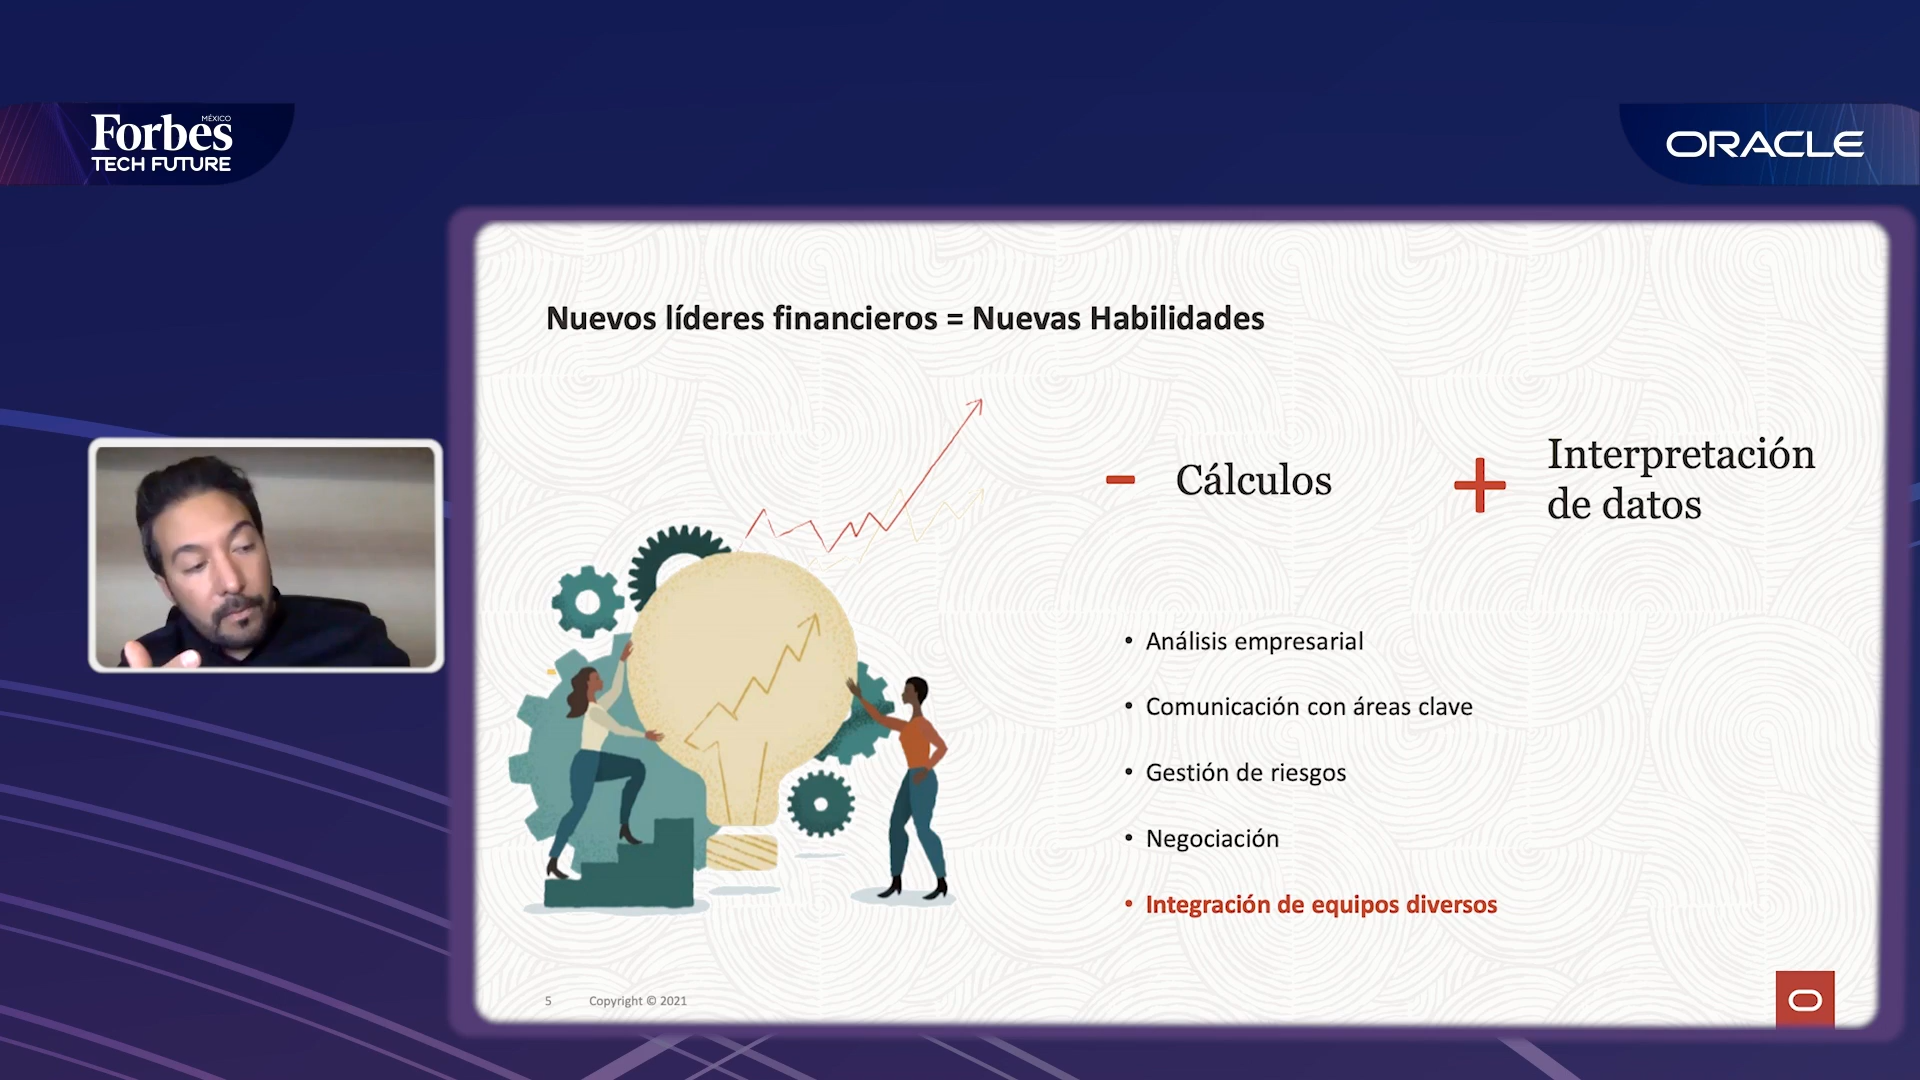 Forbes
MÉXICO
TECH FUTURE
ORACLE
Nuevos líderes financieros = Nuevas Habilidades
- Cálculos
+ Interpretación
de datos
• Análisis empresarial
• Comunicación con áreas clave
• Gestión de riesgos
• Negociación
• Integración de equipos diversos
5 Copyright © 2021